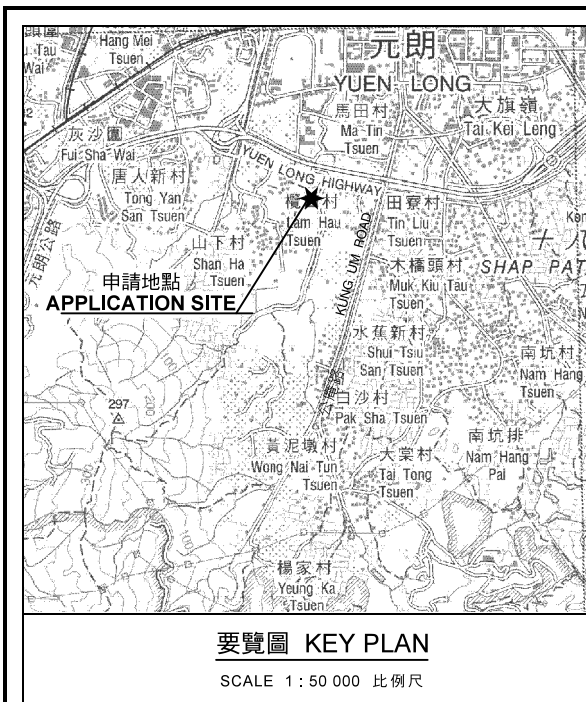 Hang Mei
Tsuen
Tau
Wai
元朗
YUEN LONG
馬田村
Ma Tin
Tsuen
大旗嶺
Tai Kei Leng
灰沙圍
Fui Sha Wai
YUEN LONG HIGHWAY
唐人新村
Tong Yan
San Tsuen
村
Lam Hau
Tsuen
田寮村
Tin Liu
Tsuen
元朗公路
山下村
Shan Ha
Tsuen
KUNG UM ROAD
十八
SHAP PAT
申請地點
APPLICATION SITE
木橋頭村
Muk Kiu Tau
Tsuen
水蕉新村
Shui Tsiu
San Tsuen
南坑村
Nam Hang
Tsuen
297
200
白沙村
Pak Sha Tsuen
黃泥墩村
Wong Nai Tun
Tsuen
大棠村
Tai Tong
Tsuen
南坑排
Nam Hang
Pai
楊家村
Yeung Ka
Tsuen
要覽圖 KEY PLAN
SCALE 1 : 50 000 比例尺